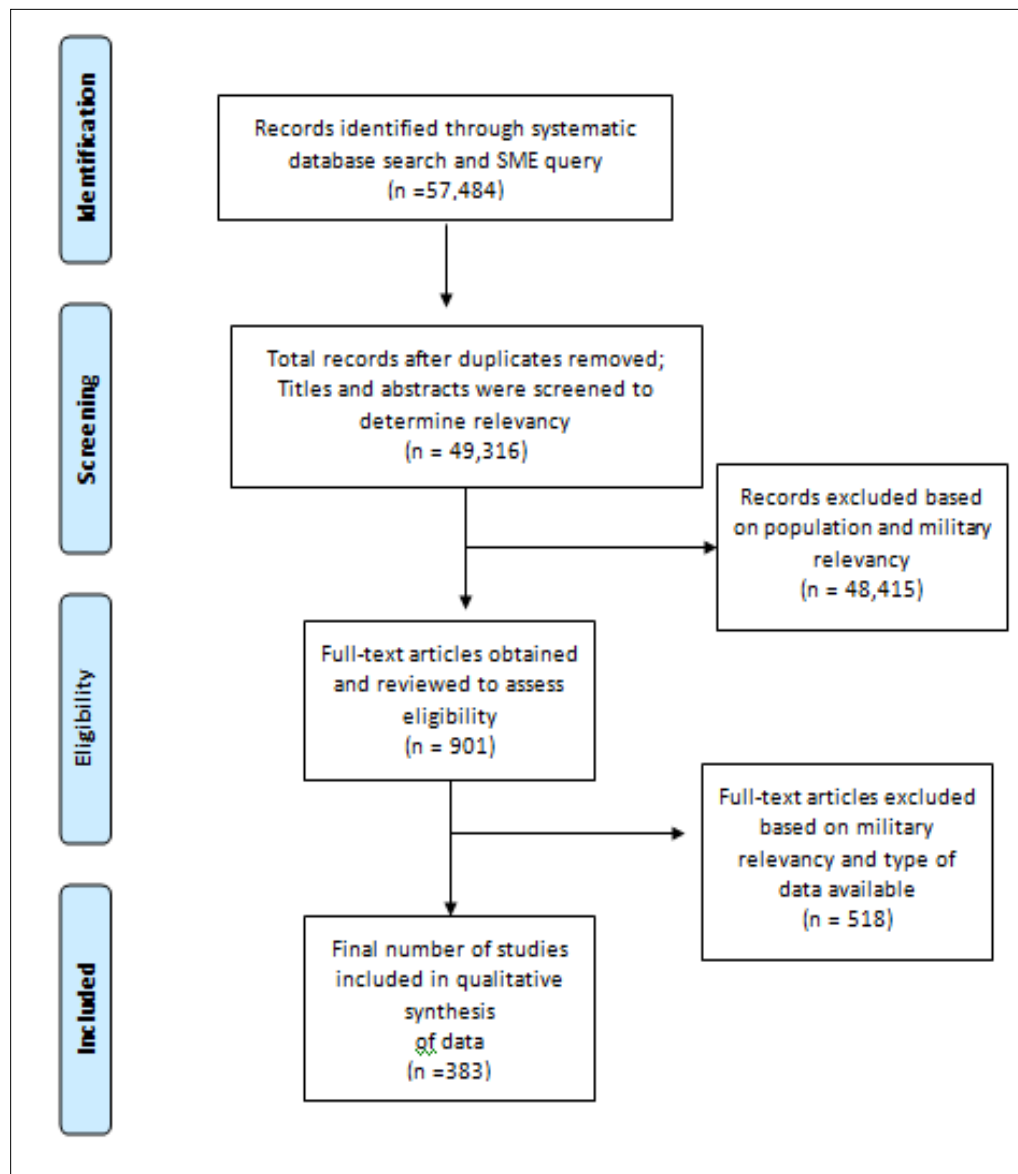 Identification
Records identified through systematic
database search and SME query
(n =57,484)
Screening
Total records after duplicates removed;
Titles and abstracts were screened to
determine relevancy
(n = 49,316)
Records excluded based
on population and military
relevancy
(n = 48,415)
Eligibility
Full-text articles obtained
and reviewed to assess
eligibility
(n = 901)
Full-text articles excluded
based on military
relevancy and type of
data available
(n = 518)
Included
Final number of studies
included in qualitative
synthesis
of data
(n =383)